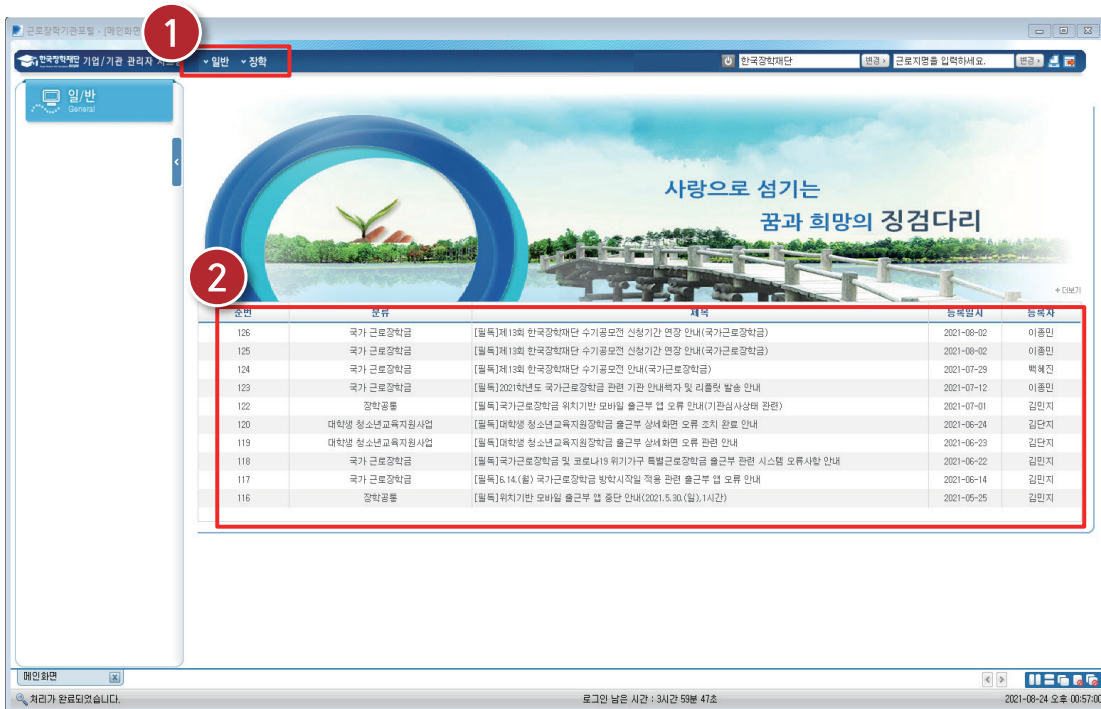 근로장학기관포털 - [메인화면
1
한국장학재단 기업/기관 관리자 시스템
일반 장학
한국장학재단 변경 근로지명을 입력하세요. 변경
일/반
General
사랑으로 섬기는
꿈과 희망의 징검다리
2
+ 더보기
순번 분류 제목 등록일시 등록자
126 국가 근로장학금 [필독]제13회 한국장학재단 수기공모전 신청기간 연장 안내(국가근로장학금) 2021-08-02 이종민
125 국가 근로장학금 [필독]제13회 한국장학재단 수기공모전 신청기간 연장 안내(국가근로장학금) 2021-08-02 이종민
124 국가 근로장학금 [필독]제13회 한국장학재단 수기공모전 안내(국가근로장학금) 2021-07-29 백혜진
123 국가 근로장학금 [필독]2021학년도 국가근로장학금 관련 기관 안내책자 및 리플릿 발송 안내 2021-07-12 이종민
122 장학공통 [필독]국가근로장학금 위치기반 모바일 출근부 앱 오류 안내(기관심사상태 관련) 2021-07-01 김민지
120 대학생 청소년교육지원사업 [필독]대학생 청소년교육지원장학금 출근부 상세화면 오류 조치 완료 안내 2021-06-24 김단지
119 대학생 청소년교육지원사업 [필독]대학생 청소년교육지원장학금 출근부 상세화면 오류 관련 안내 2021-06-23 김민지
118 국가 근로장학금 [필독]국가근로장학금 및 코로나19 위기가구 특별근로장학금 출근부 관련 시스템 오류사항 안내 2021-06-22 김민지
117 국가 근로장학금 [필독]6.14.(월) 국가근로장학금 방학시작일 적용 관련 출근부 앱 오류 안내 2021-06-14 김민지
116 장학공통 [필독]위치기반 모바일 출근부 앱 중단 안내(2021.5.30.(일),1시간) 2021-05-25 김민지
메인화면
처리가 완료되었습니다. 로그인 남은 시간 : 3시간 59분 47초 2021-08-24 오후 00:57:00